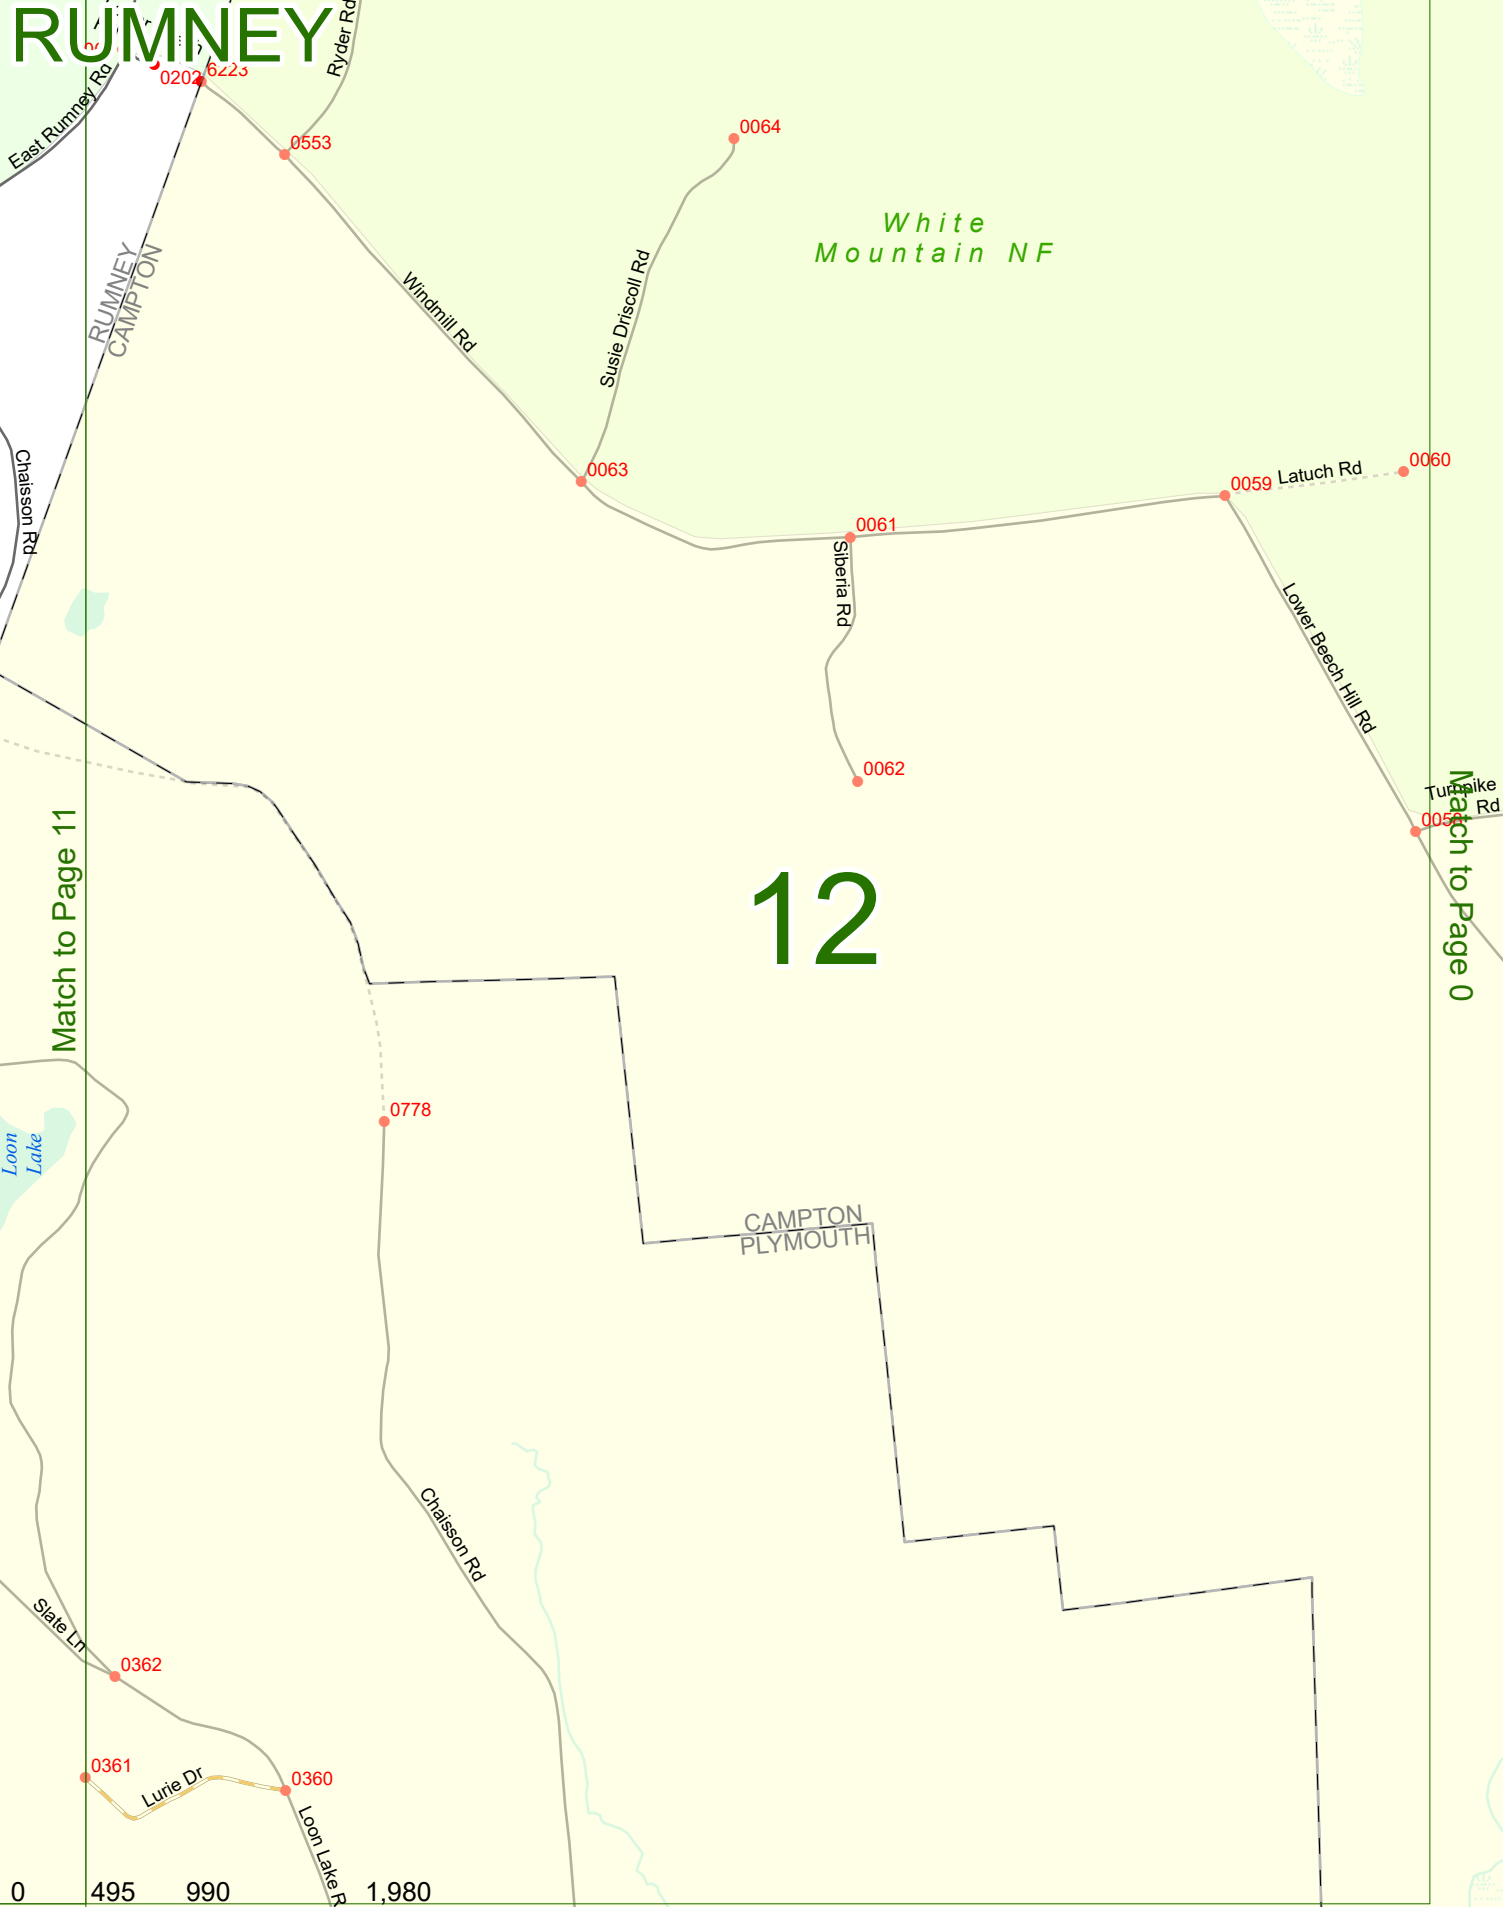 RUMNEY
0202
6223
Ryder Rd
East Rumney Rd
0553
0064
White
Mountain NF
RUMNEY
CAMPTON
Windmill Rd
Susie Driscoll Rd
Chaisson Rd
0063
0061
0059
Latuch Rd
0060
Siberia Rd
Lower Beech Hill Rd
0062
Turnpike
Rd
Match to Page 11
12
Match to Page 0
0778
Loon
Lake
CAMPTON
PLYMOUTH
Chaisson Rd
Slate Ln
0362
0361
Lurie Dr
0360
Loon Lake R
0
495
990
1,980